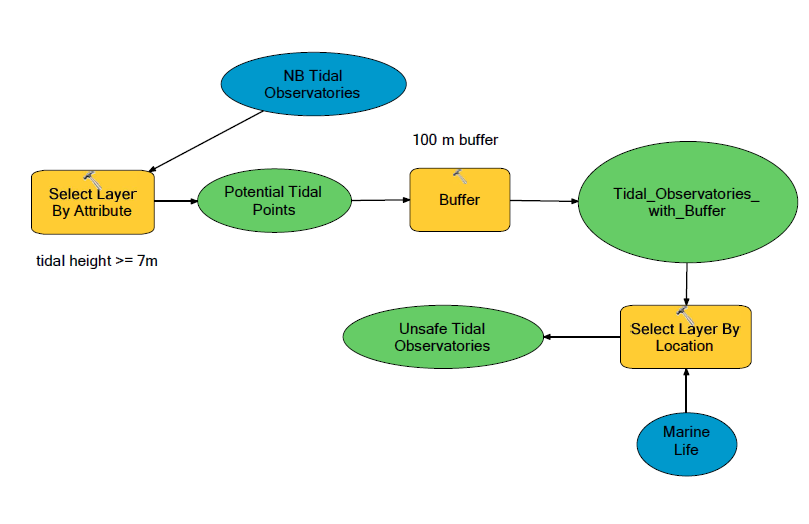 NB Tidal
Observatories
100 m buffer
Select Layer
By Attribute
Potential Tidal
Points
Buffer
Tidal_Observatories_
with_Buffer
tidal height >= 7m
Unsafe Tidal
Observatories
Select Layer By
Location
Marine
Life